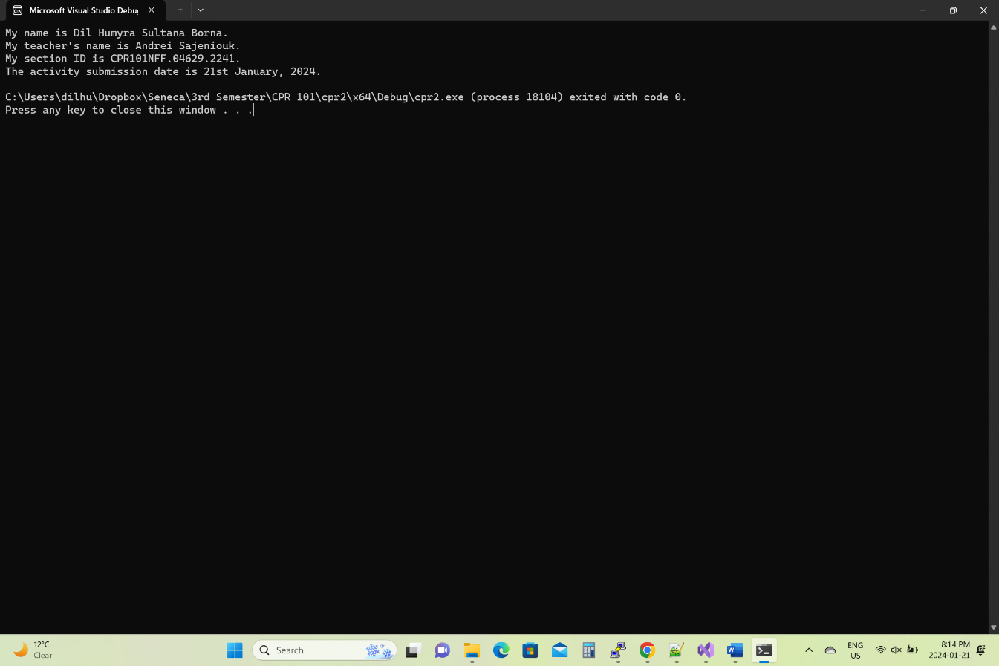 Microsoft Visual Studio Debu
My name is Dil Humyra Sultana Borna.
My teacher's name is Andrei Sajeniouk.
My section ID is CPR101NFF.04629.2241.
The activity submission date is 21st January, 2024.
C:\Users\dilhu\Dropbox\Seneca\3rd Semester\CPR 101\cpr2\x64\Debug\cpr2.exe (process 18104) exited with code 0.
Press any key to close this window . . .
12°C
Clear
Search
ENG
US
8:14 PM
2024-01-21